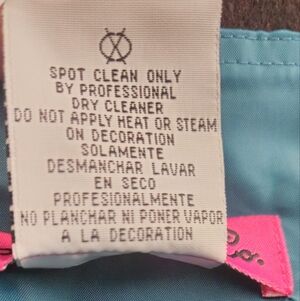 SPOT CLEAN ONLY
BY PROFESSIONAL
DRY CLEANER
DO NOT APPLY HEAT OR STEAM
ON DECORATION
SOLAMENTE
DESMANCHAR LAVAR
EN SECO
PROFESIONALMENTE
NO PLANCHAR NI PONER VAPOR
A LA DECORATION
Co.